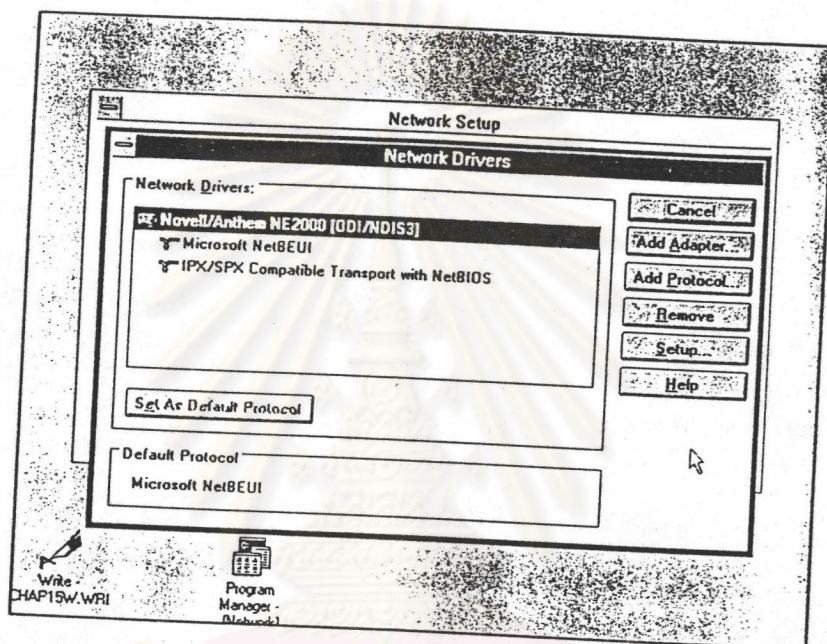 Network Setup
Network Drivers
Network Drivers:
Novell/Anthem NE2000 [ODI/NDIS3]
Microsoft NetBEUI
IPX/SPX Compatible Transport with NetBIOS
Cancel
Add Adapter...
Add Protocol...
Remove
Setup...
Help
Set As Default Protocol
Default Protocol
Microsoft NetBEUI
Write -
CHAP15W.WRI
Program
Manager -
[Network]